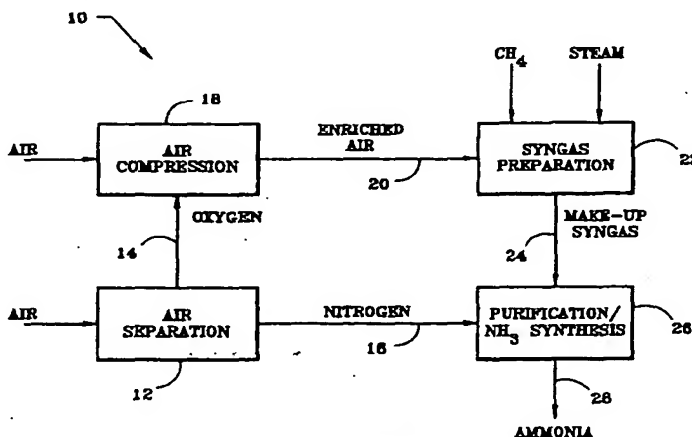 10
CH4 STEAM
18
AIR
AIR COMPRESSION
ENRICHED AIR
20
SYNGAS PREPARATION
OXYGEN
14
MAKE-UP SYNGAS
24
AIR
AIR SEPARATION
NITROGEN
16
PURIFICATION/
NH3 SYNTHESIS
26
12
28
AMMONIA